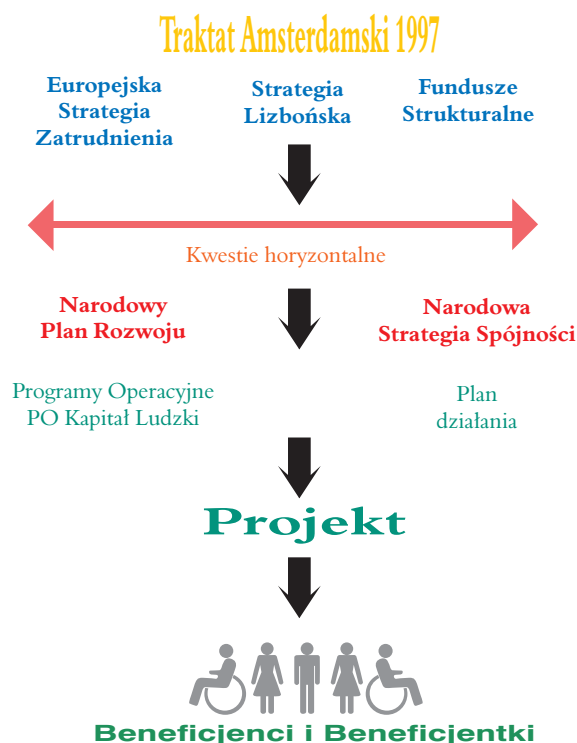 Traktat Amsterdamski 1997
Europejska
Strategia
Zatrudnienia
Strategia
Lizbońska
Fundusze
Strukturalne
Kwestie horyzontalne
Narodowy
Plan Rozwoju
Narodowa
Strategia Spójności
Programy Operacyjne
PO Kapitał Ludzki
Plan
działania
Projekt
Beneficjenci i Beneficjentki